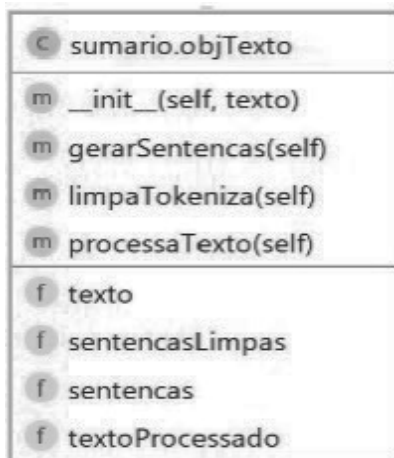 C sumario.objTexto
m __init__(self, texto)
m gerarSentencas(self)
m limpaTokeniza(self)
m processaTexto(self)
f texto
f sentencasLimpas
f sentencas
f textoProcessado